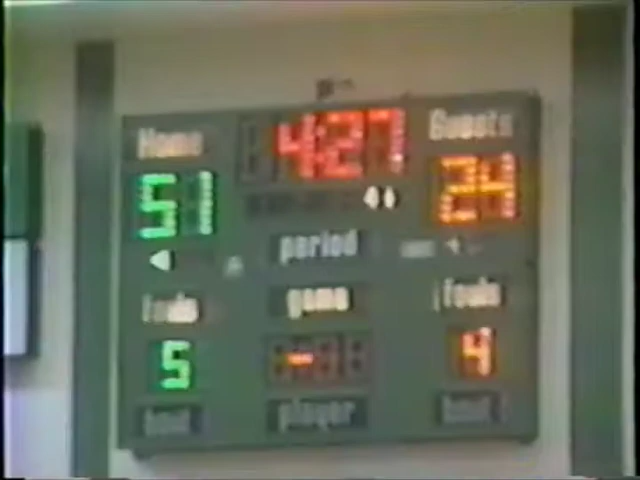 Home 4:27 Guests
51 24
period
fouls game fouls
5 - 4
player